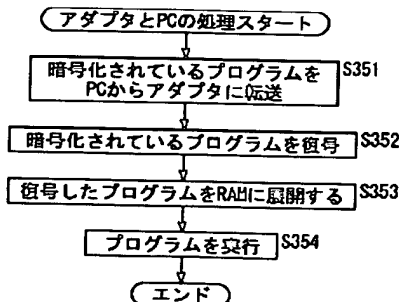 アダプタとPCの処理スタート
暗号化されているプログラムを
PCからアダプタに転送
S351
暗号化されているプログラムを復号
S352
復号したプログラムをRAMに展開する
S353
プログラムを実行
S354
エンド